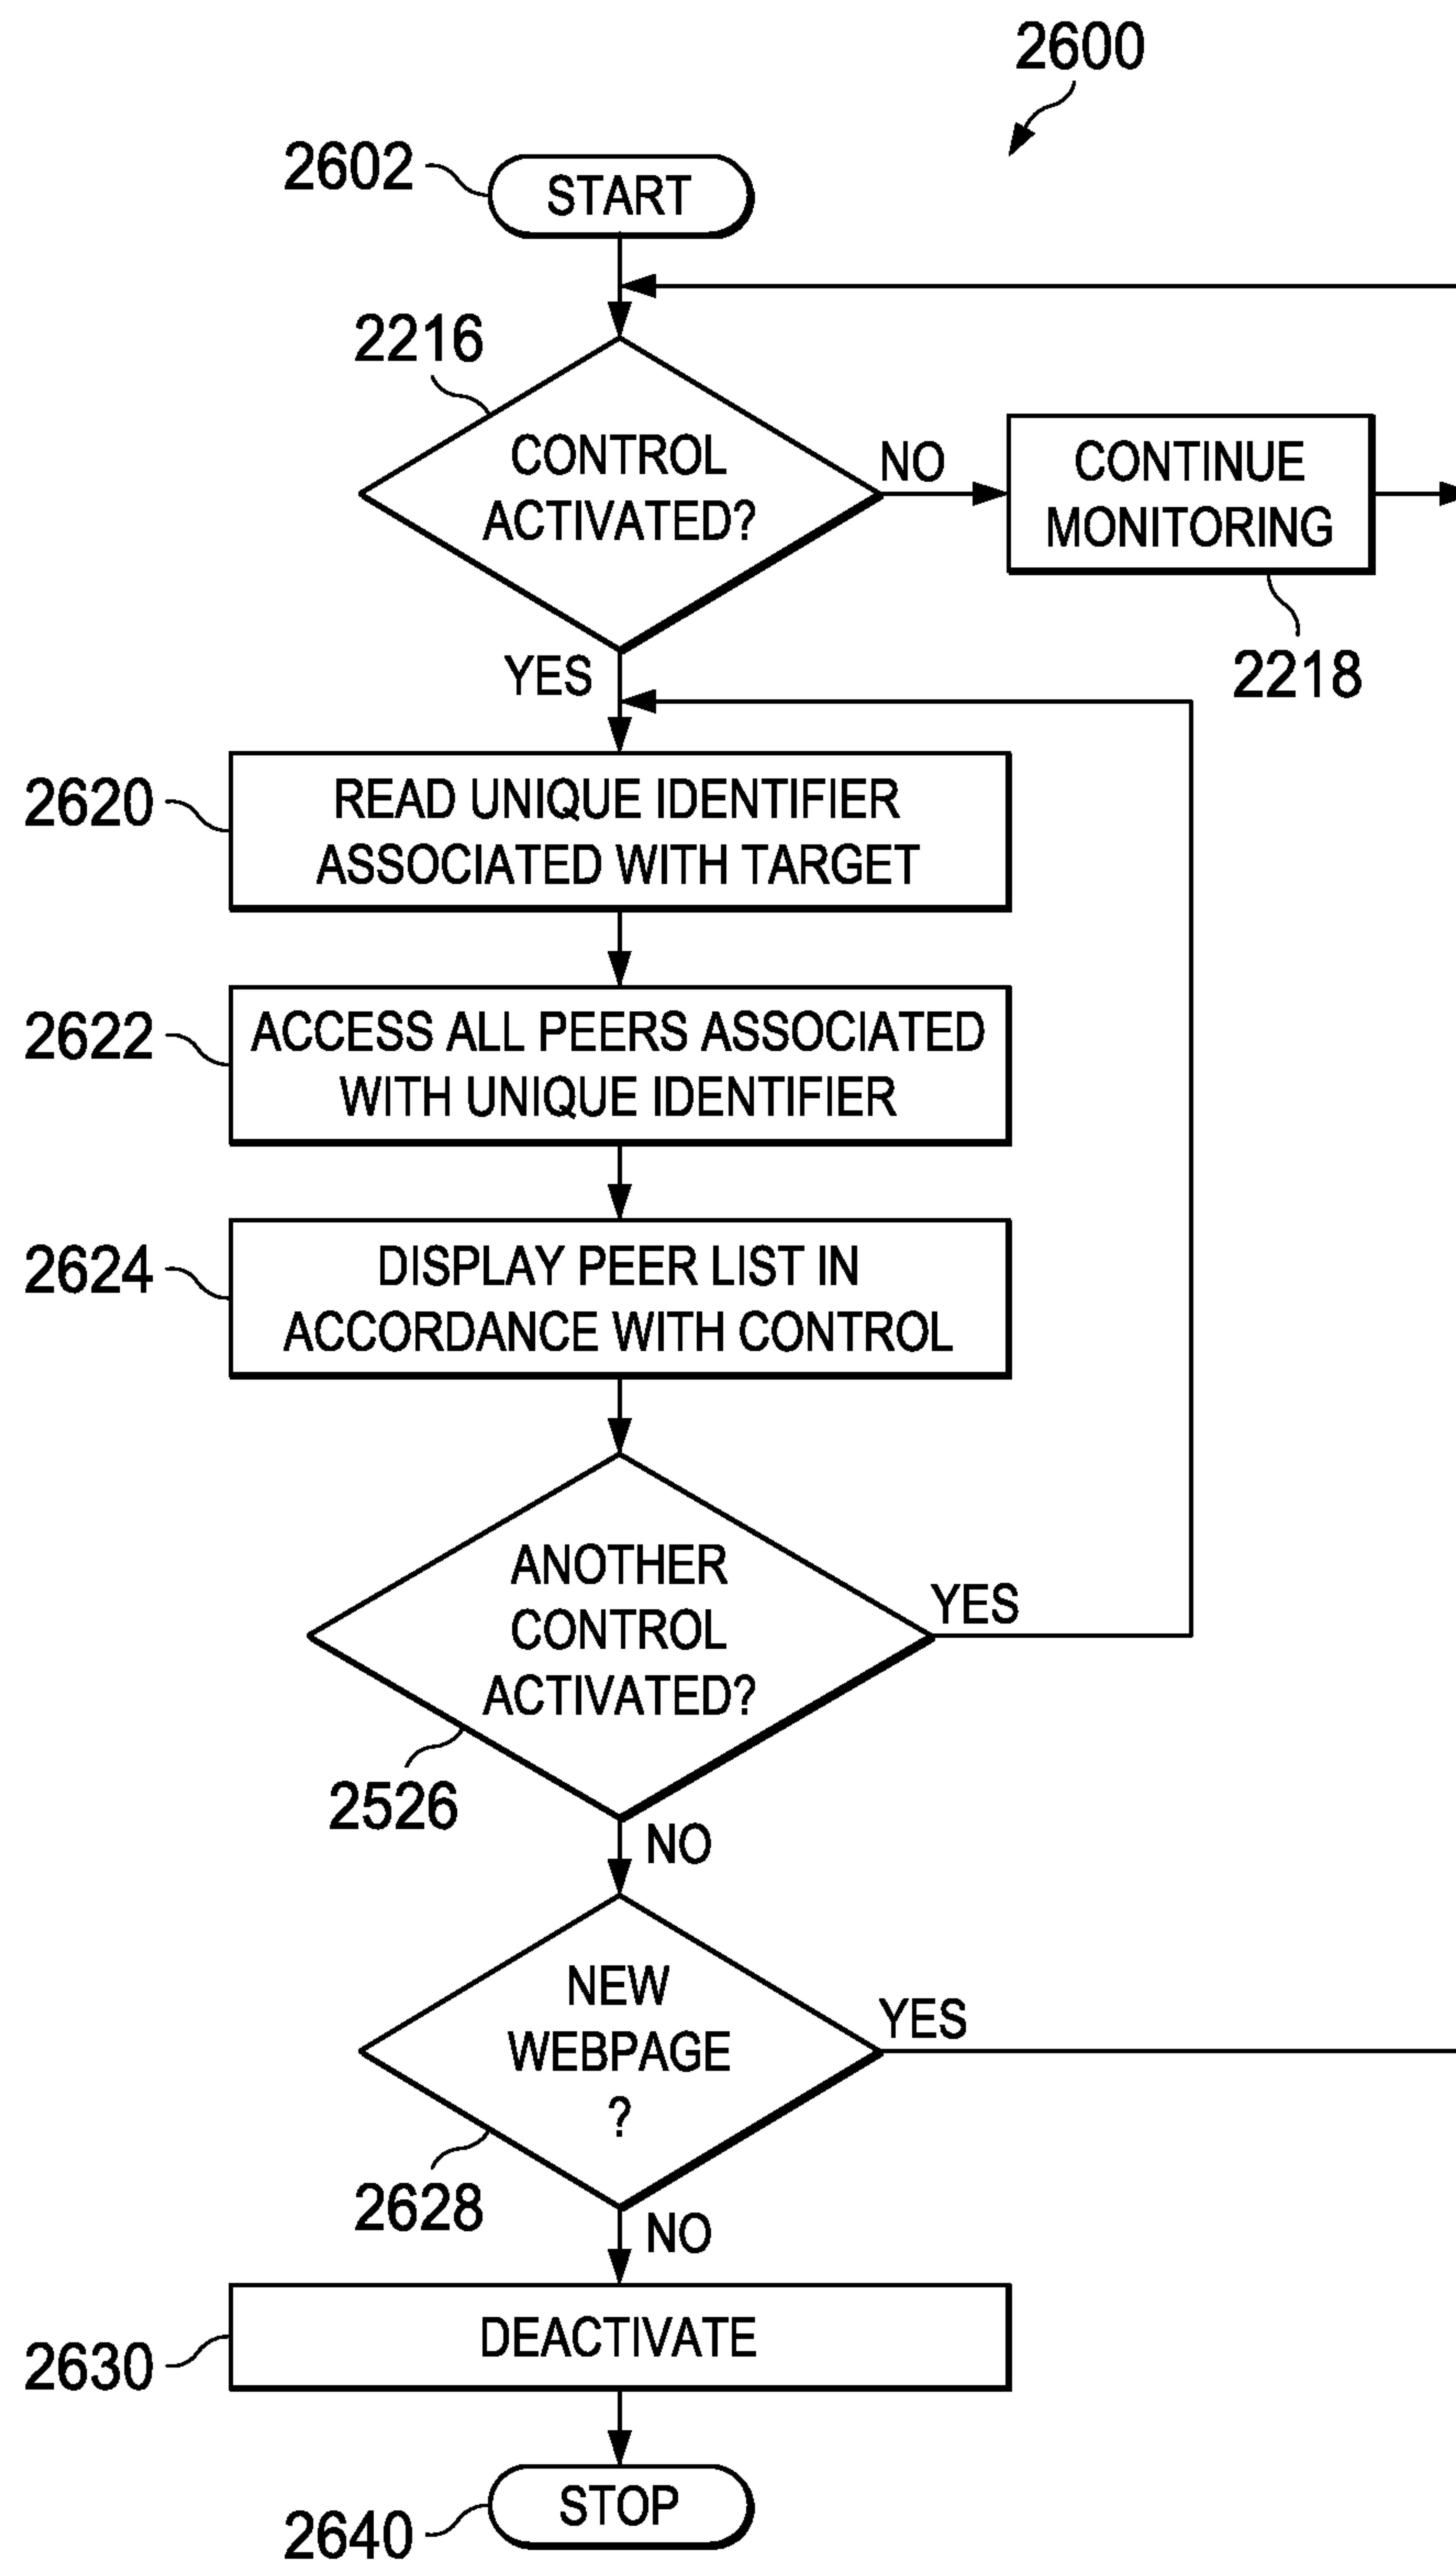 2600
2602
START
2216
CONTROL
ACTIVATED?
NO
CONTINUE
MONITORING
2218
YES
2620
READ UNIQUE IDENTIFIER
ASSOCIATED WITH TARGET
2622
ACCESS ALL PEERS ASSOCIATED
WITH UNIQUE IDENTIFIER
2624
DISPLAY PEER LIST IN
ACCORDANCE WITH CONTROL
ANOTHER
CONTROL
ACTIVATED?
YES
2526
NO
NEW
WEBPAGE
?
YES
2628
NO
2630
DEACTIVATE
STOP
2640